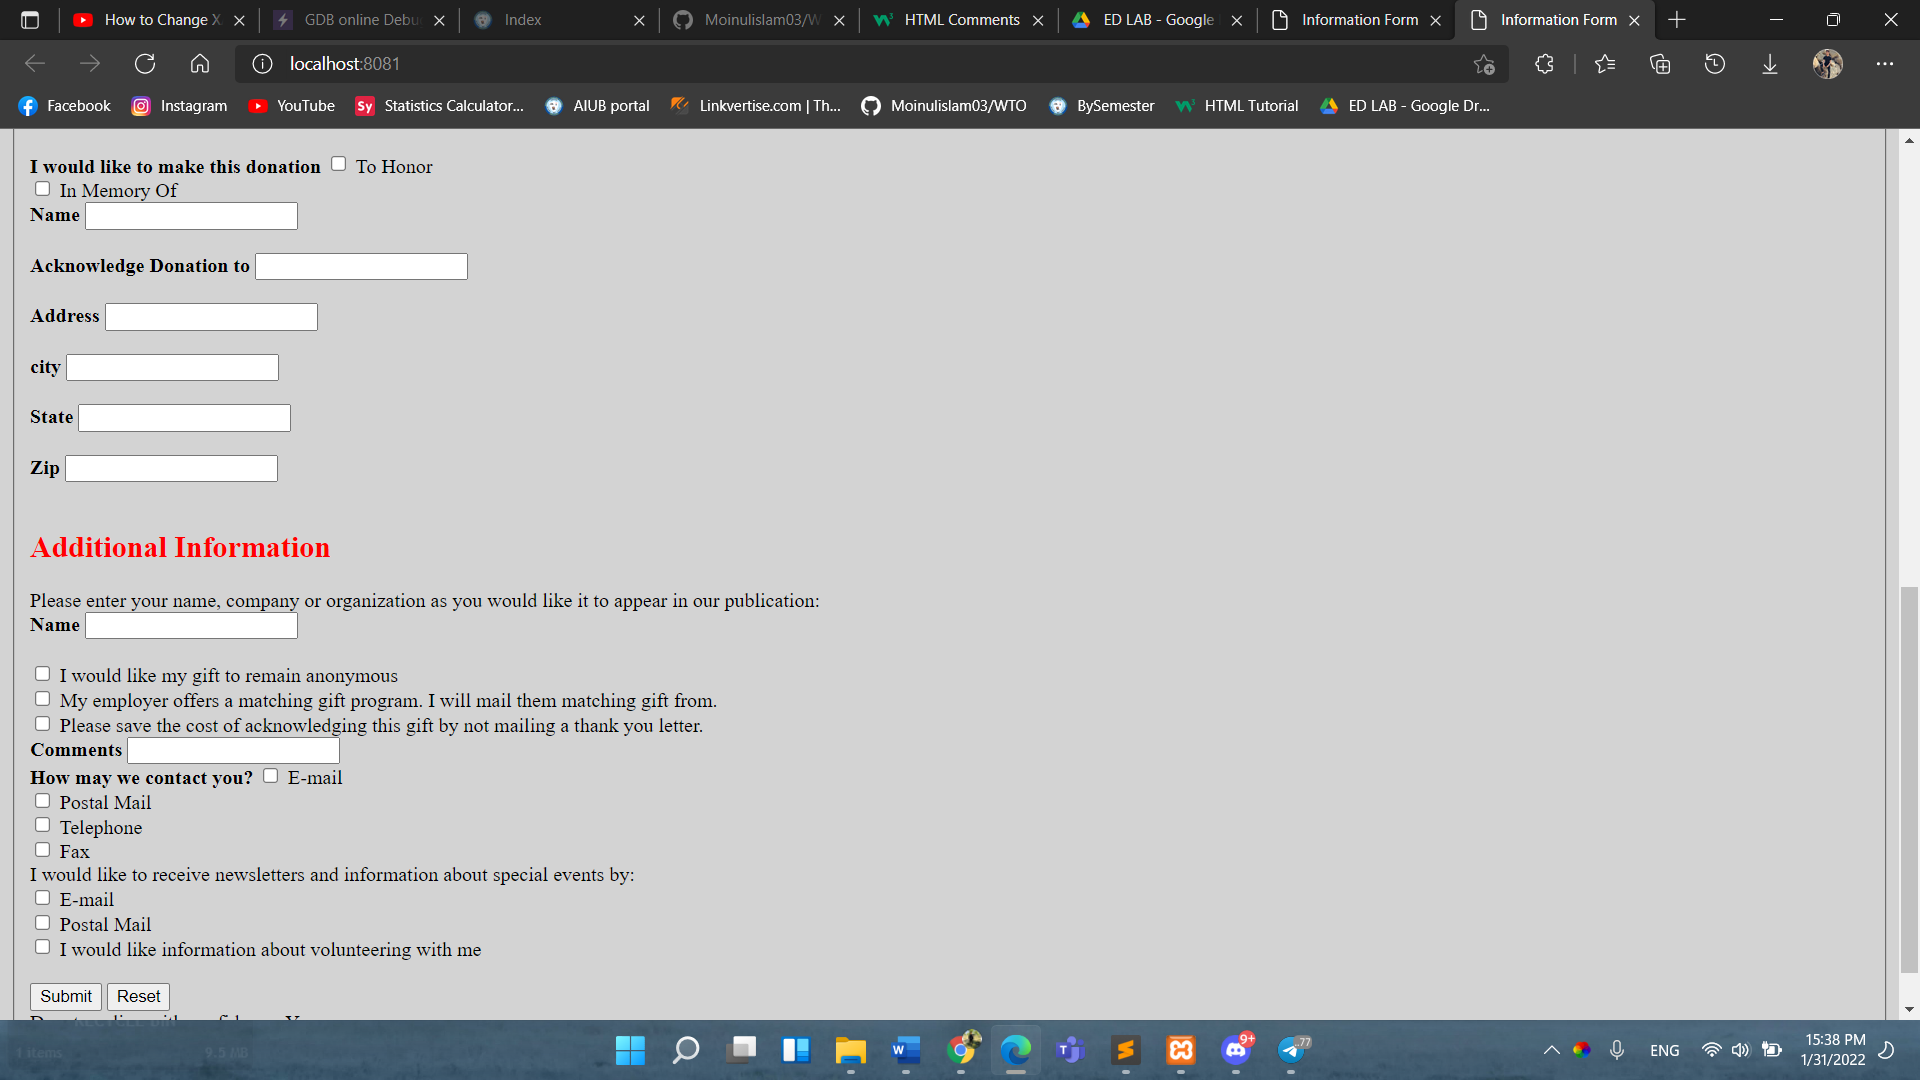 How to Change X
GDB online Debu
Index
Moinulislam03/W
HTML Comments
ED LAB - Google
Information Form
Information Form
localhost:8081
Facebook
Instagram
YouTube
Sy Statistics Calculator...
AIUB portal
Linkvertise.com | Th...
Moinulislam03/WTO
BySemester
HTML Tutorial
ED LAB - Google Dr...
I would like to make this donation To Honor
In Memory Of
Name
Acknowledge Donation to
Address
city
State
Zip
Additional Information
Please enter your name, company or organization as you would like it to appear in our publication:
Name
I would like my gift to remain anonymous
My employer offers a matching gift program. I will mail them matching gift from.
Please save the cost of acknowledging this gift by not mailing a thank you letter.
Comments
How may we contact you? E-mail
Postal Mail
Telephone
Fax
I would like to receive newsletters and information about special events by:
E-mail
Postal Mail
I would like information about volunteering with me
Submit Reset
1 items 9.5 MB
9+
77
ENG
15:38 PM
1/31/2022